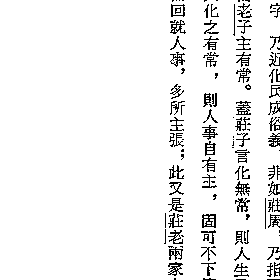 字 乃近化民成俗義 非如莊周，乃指
老子主有常。蓋莊子言化無常，則人生
化之有常，則人事自有主，固可不下
回就人事，多所主張；此又是莊老兩家